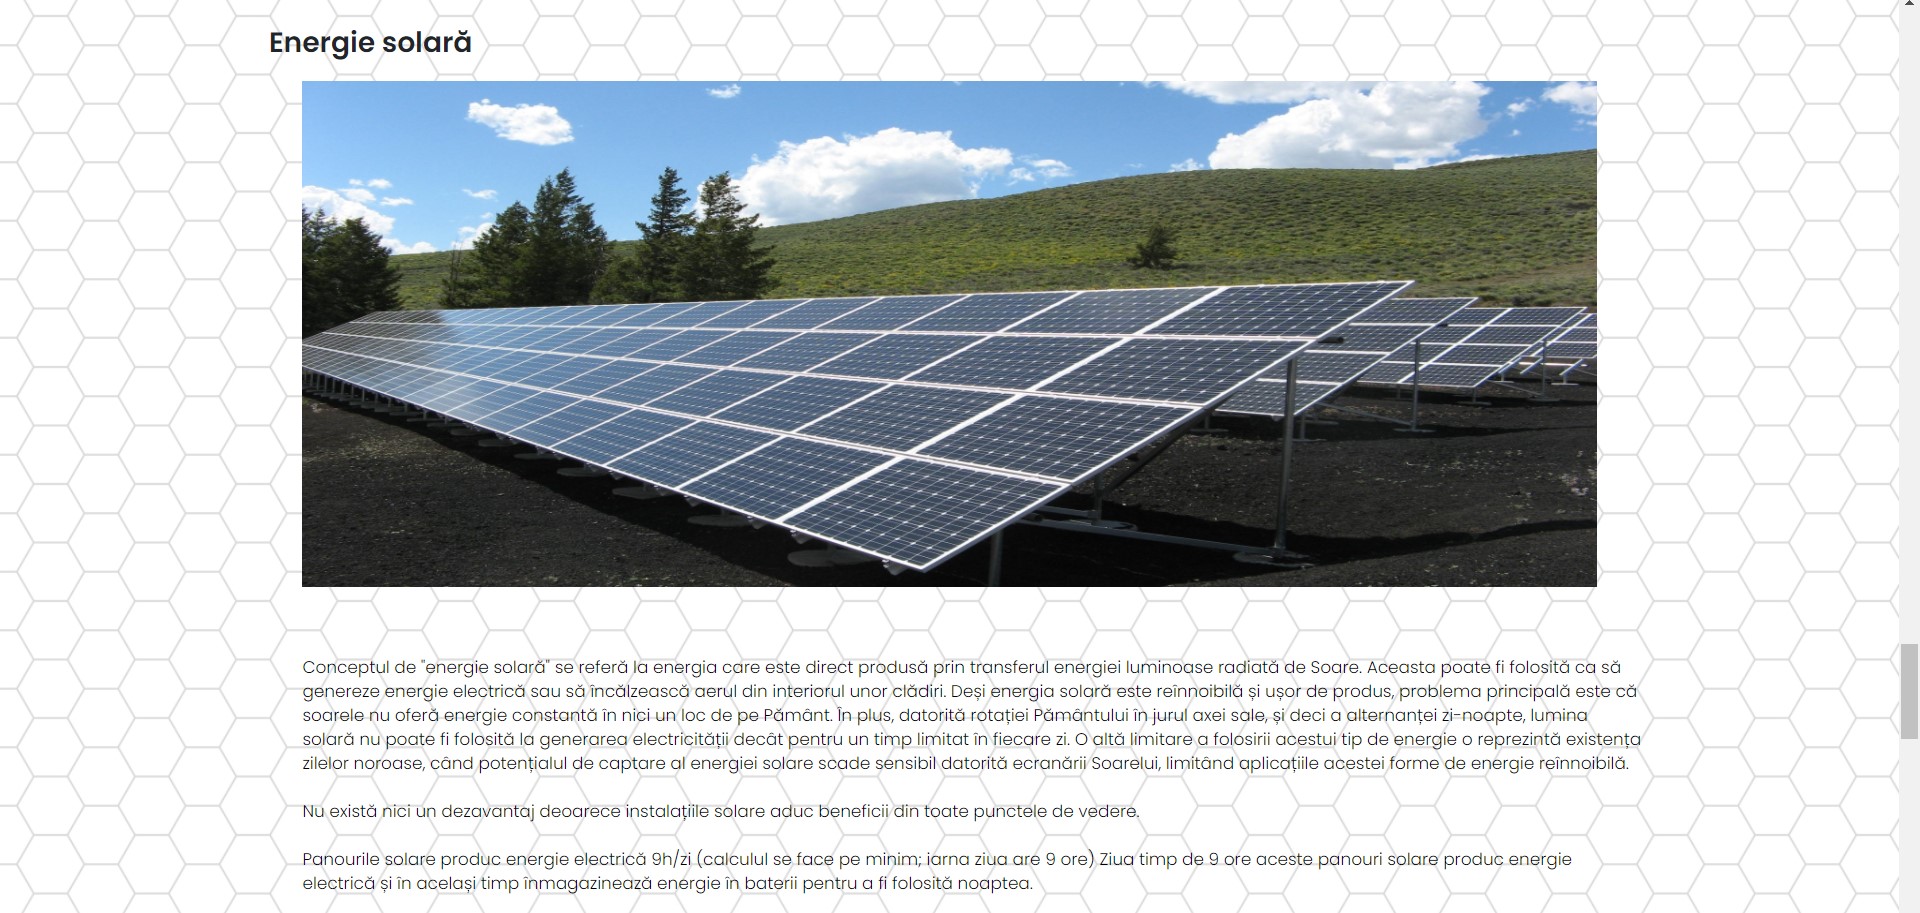 Energie solară
Conceptul de "energie solară" se referă la energia care este direct produsă prin transferul energiei luminoase radiată de Soare. Aceasta poate fi folosită ca să
genereze energie electrică sau să încălzească aerul din interiorul unor clădiri. Deși energia solară este reînnoibilă și ușor de produs, problema principală este că
soarele nu oferă energie constantă în nici un loc de pe Pământ. În plus, datorită rotației Pământului în jurul axei sale, și deci a alternanței zi-noapte, lumina
solară nu poate fi folosită la generarea electricității decât pentru un timp limitat în fiecare zi. O altă limitare a folosirii acestui tip de energie o reprezintă existența
zilelor noroase, când potențialul de captare al energiei solare scade sensibil datorită ecranării Soarelui, limitând aplicațiile acestei forme de energie reînnoibilă.
Nu există nici un dezavantaj deoarece instalațiile solare aduc beneficii din toate punctele de vedere.
Panourile solare produc energie electrică 9h/zi (calculul se face pe minim; iarna ziua are 9 ore) Ziua timp de 9 ore aceste panouri solare produc energie
electrică și în același timp înmagazinează energie în baterii pentru a fi folosită noaptea.